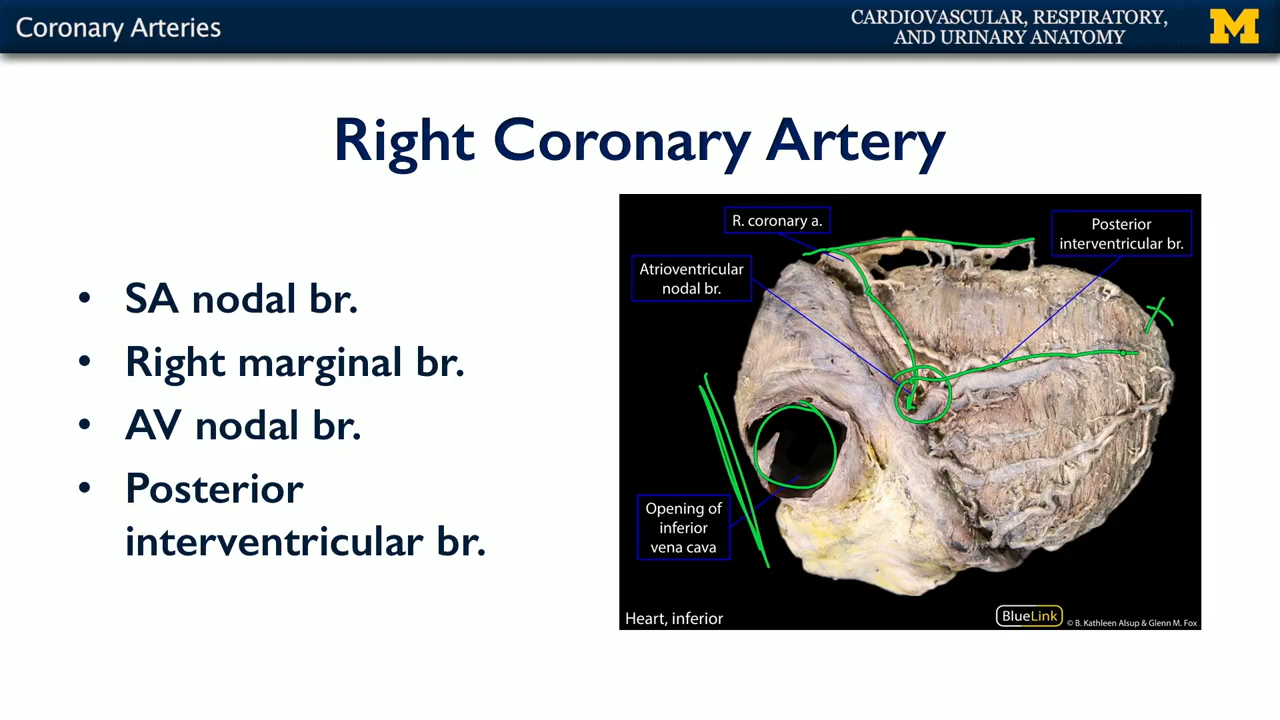 Coronary Arteries
CARDIOVASCULAR, RESPIRATORY,
AND URINARY ANATOMY
M
Right Coronary Artery
• SA nodal br.
• Right marginal br.
• AV nodal br.
• Posterior
interventricular br.
R. coronary a.
Posterior
interventricular br.
Atrioventricular
nodal br.
Opening of
inferior
vena cava
Heart, inferior
BlueLink
© B. Kathleen Alsup & Glenn M. Fox